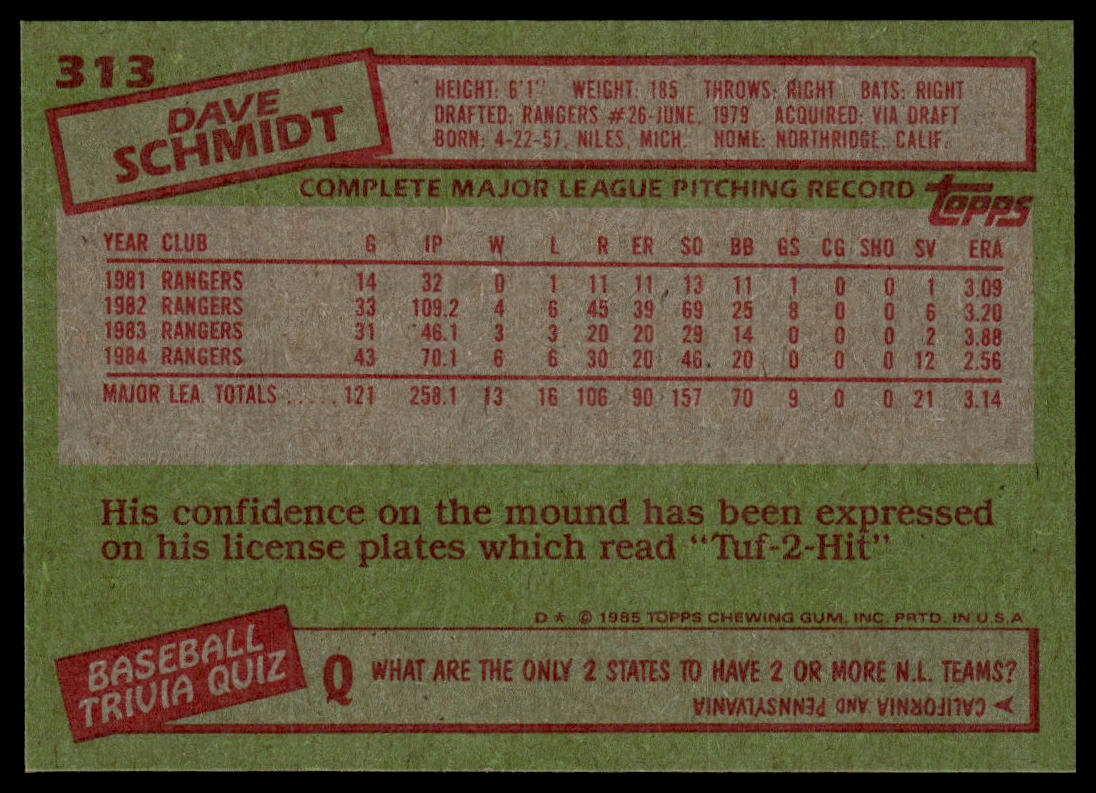 313
DAVE
SCHMIDT
HEIGHT: 6'1" WEIGHT: 185 THROWS: RIGHT BATS: RIGHT
DRAFTED: RANGERS #26-JUNE, 1979 ACQUIRED: VIA DRAFT
BORN: 4-22-57, NILES, MICH. NOME: NORTHRIDGE, CALIF.
COMPLETE MAJOR LEAGUE PITCHING RECORD
TOPPS
YEAR CLUB G IP W L R ER SO BB GS CG SHO SV ERA
1981 RANGERS 14 32 0 1 11 11 13 11 1 0 0 1 3.09
1982 RANGERS 33 109.2 4 6 45 39 69 25 8 0 0 6 3.20
1983 RANGERS 31 46.1 3 3 20 20 29 14 0 0 0 2 3.88
1984 RANGERS 43 70.1 6 6 30 20 46 20 0 0 0 12 2.56
MAJOR LEA. TOTALS ..... 121 258.1 13 16 106 90 157 70 9 0 0 21 3.14
His confidence on the mound has been expressed
on his license plates which read "Tuf-2-Hit"
D* © 1985 TOPPS CHEWING GUM, INC. PRTD. IN U.S.A
BASEBALL
TRIVIA QUIZ
Q WHAT ARE THE ONLY 2 STATES TO HAVE 2 OR MORE N.L. TEAMS?
CALIFORNIA AND PENNSYLVANIA